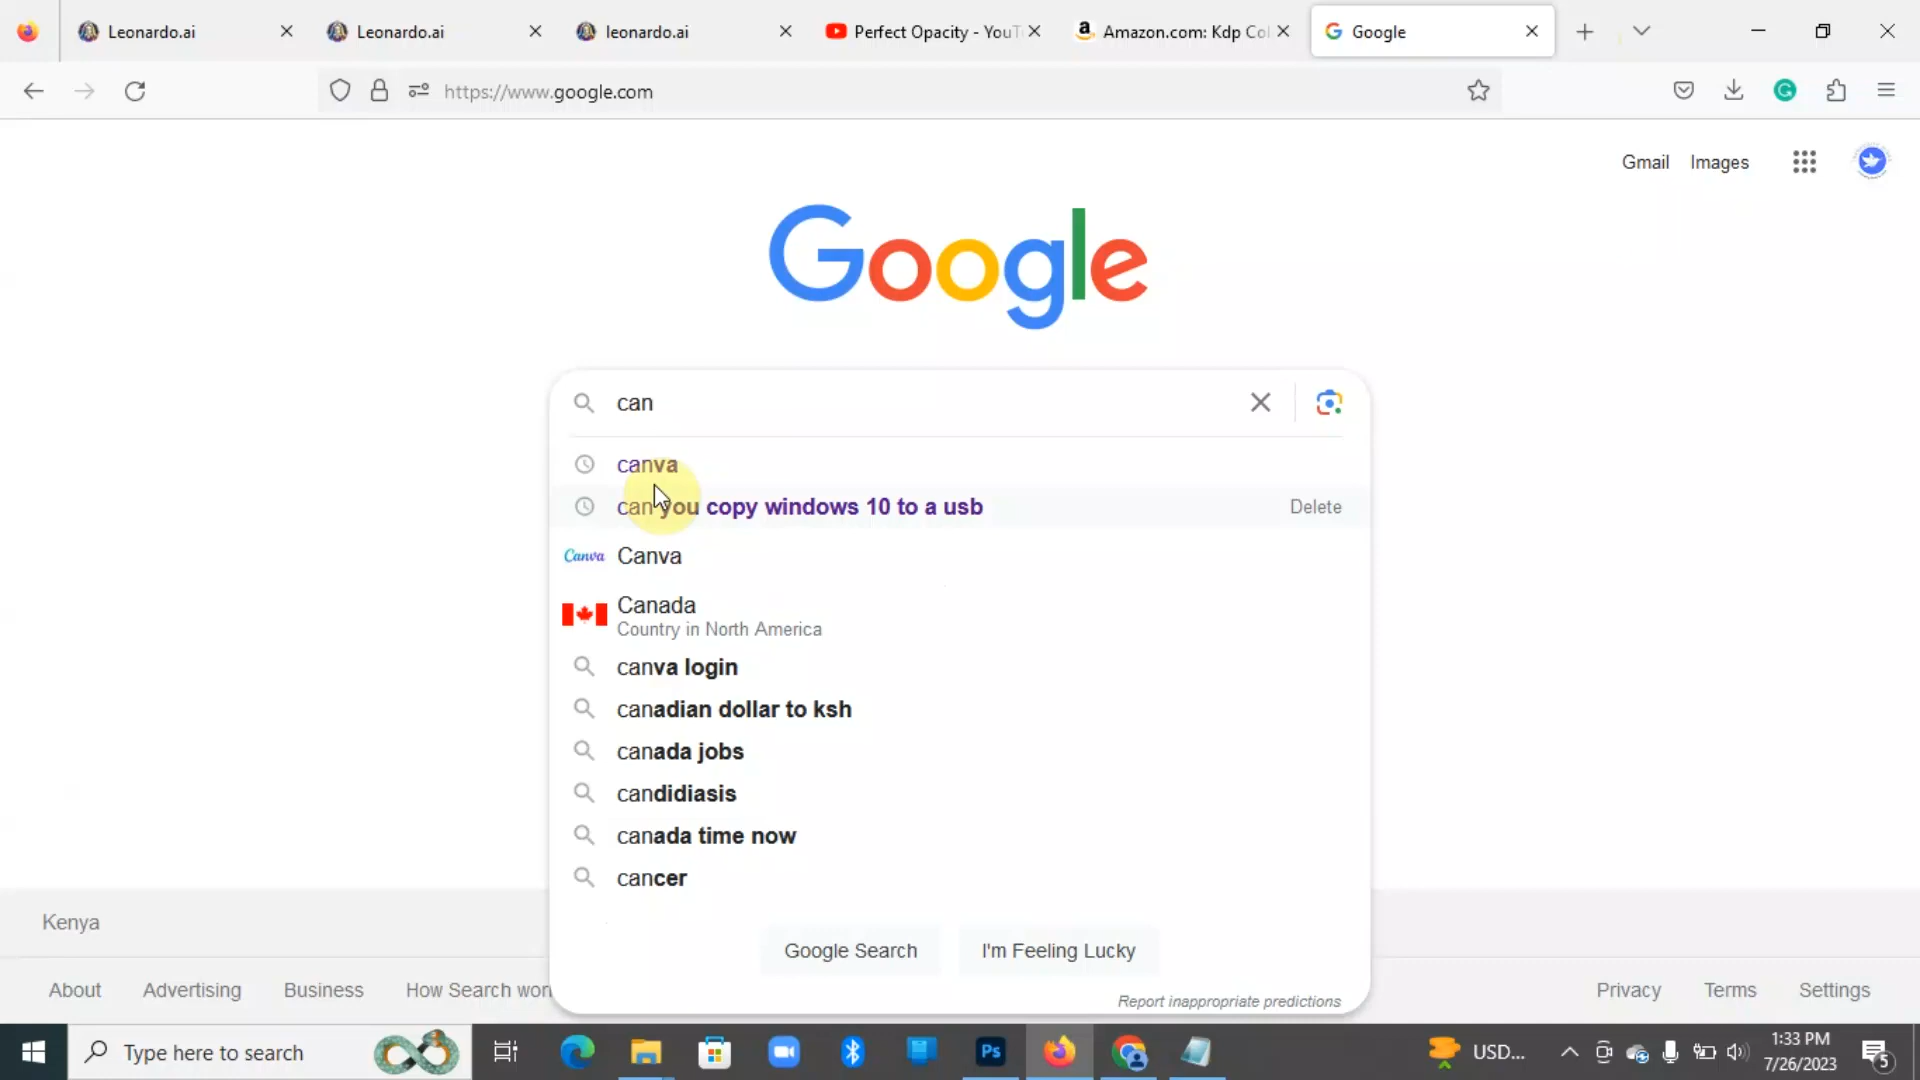 Leonardo.ai
Leonardo.ai
leonardo.ai
Perfect Opacity - YouT
Amazon.com: Kdp Col
Google
https://www.google.com
Gmail
Images
Google
can
canva
can you copy windows 10 to a usb
Delete
Canva
Canva
Canada
Country in North America
canva login
canadian dollar to ksh
canada jobs
candidiasis
canada time now
cancer
Google Search
I'm Feeling Lucky
Report inappropriate predictions
Kenya
About
Advertising
Business
How Search wor
Privacy
Terms
Settings
Type here to search
Ps
USD...
1:33 PM
7/26/2023
5